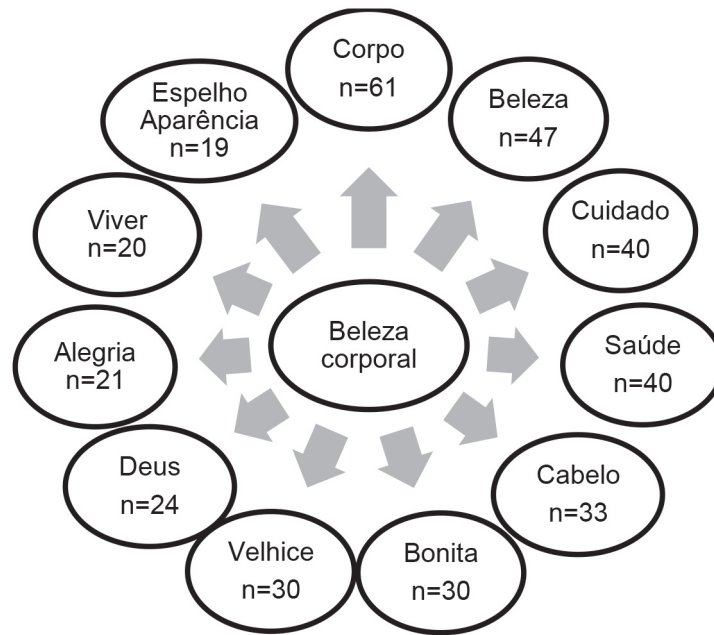 Corpo
n=61
Beleza
n=47
Cuidado
n=40
Saúde
n=40
Cabelo
n=33
Bonita
n=30
Velhice
n=30
Deus
n=24
Alegria
n=21
Viver
n=20
Espelho
Aparência
n=19
Beleza
corporal